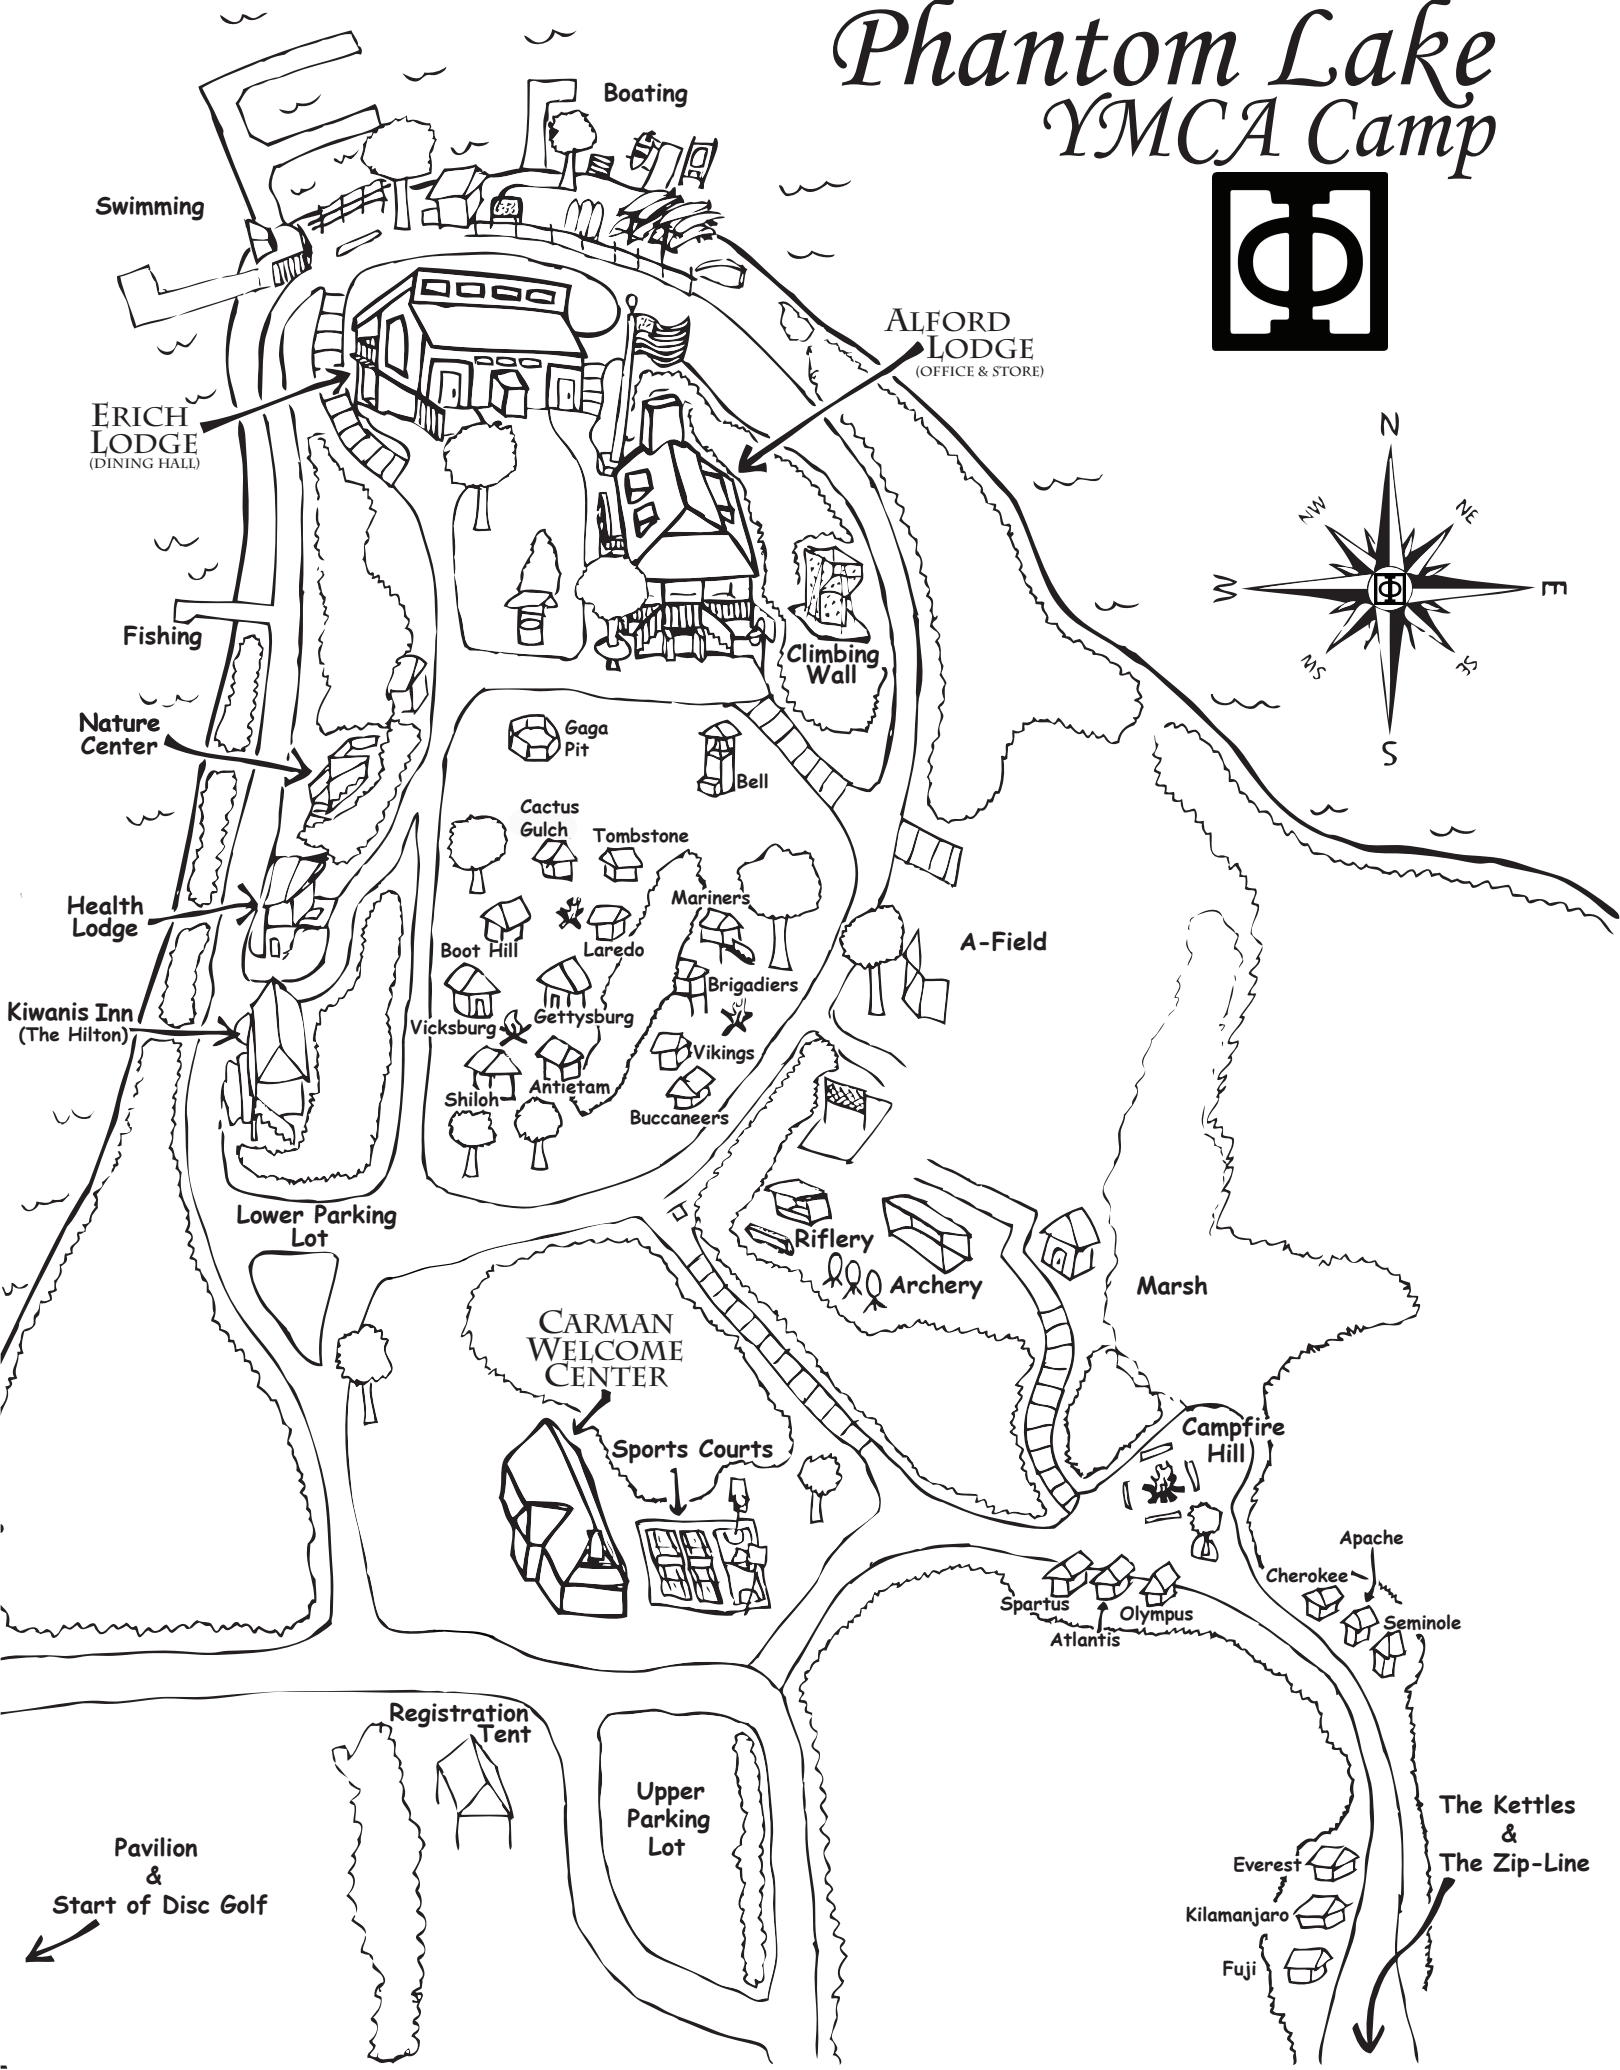 Phantom Lake
YMCA Camp
Boating
Swimming
ALFORD
LODGE
(OFFICE & STORE)
ERICH
LODGE
(DINING HALL)
N
NW
NE
W
E
SW
SE
S
Fishing
Climbing
Wall
Nature
Center
Gaga
Pit
Bell
Cactus
Gulch
Tombstone
Health
Lodge
Mariners
Boot Hill
Laredo
A-Field
Brigadiers
Kiwanis Inn
(The Hilton)
Vicksburg
Gettysburg
Vikings
Shiloh
Antietam
Buccaneers
Lower Parking
Lot
Riflery
Archery
Marsh
CARMAN
WELCOME
CENTER
Sports Courts
Campfire
Hill
Apache
Cherokee
Seminole
Spartus
Olympus
Atlantis
Registration
Tent
Upper
Parking
Lot
The Kettles
&
The Zip-Line
Pavilion
&
Start of Disc Golf
Everest
Kilamanjaro
Fuji